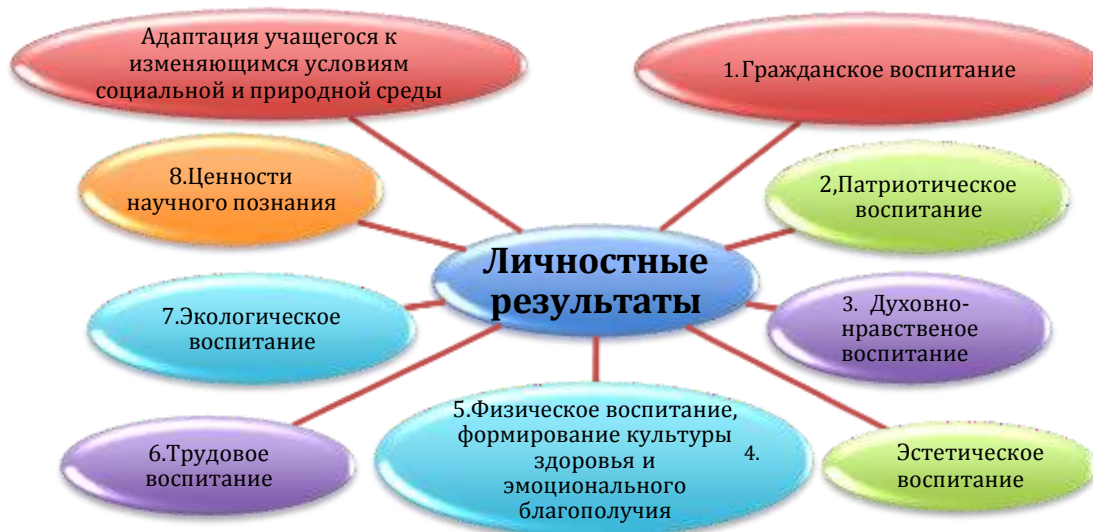 Адаптация учащегося к
изменяющимся условиям
социальной и природной среды
1.Гражданское воспитание
8.Ценности
научного познания
2,Патриотическое
воспитание
Личностные
результаты
7.Экологическое
воспитание
3. Духовно-
нравственое
воспитание
6.Трудовое
воспитание
5.Физическое воспитание,
формирование культуры
здоровья и
эмоционального
благополучия
4.
Эстетическое
воспитание